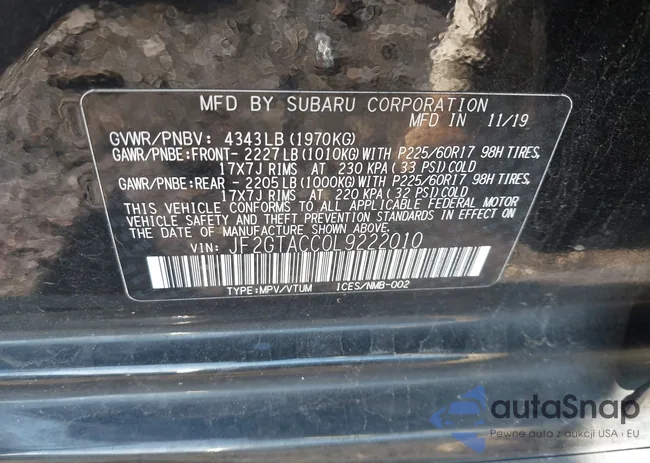 MFD BY SUBARU CORPORATION
MFD IN 11/19
GVWR/PNBV: 4343LB (1970KG)
GAWR/PNBE:FRONT- 2227LB (1010KG) WITH P225/60R17 98H TIRES,
17X7J RIMS AT 230 KPA (33 PSI) COLD
GAWR/PNBE:REAR - 2205LB (1000KG) WITH P225/60R17 98H TIRES,
17X7J RIMS AT 220 KPA (32 PSI) COLD
THIS VEHICLE CONFORMS TO ALL APPLICABLE FEDERAL MOTOR
VEHICLE SAFETY AND THEFT PREVENTION STANDARDS IN EFFECT ON
THE DATE OF MANUFACTURE SHOWN ABOVE.
VIN: JF2GTACC0L9222010
TYPE:MPV/VTUM 1CES/NMB-002
autaSnap
Pewne auto z aukcji USA i EU